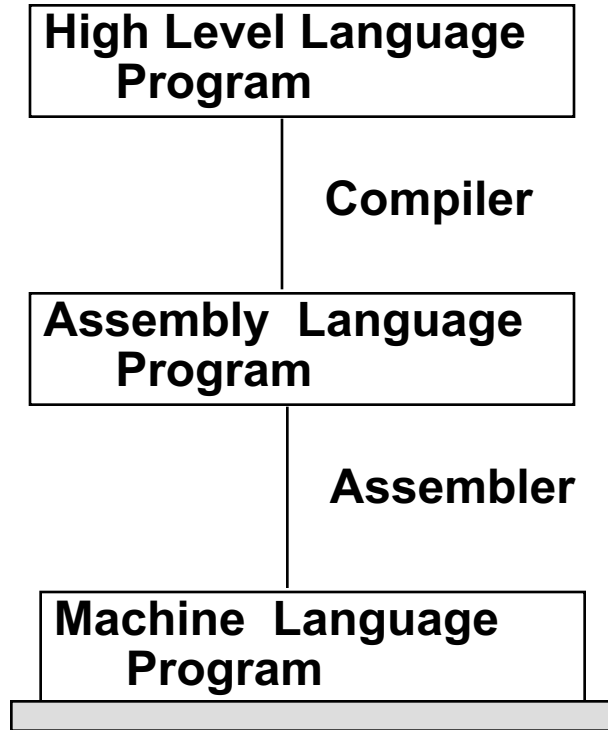 High Level Language
Program
Compiler
Assembly Language
Program
Assembler
Machine Language
Program